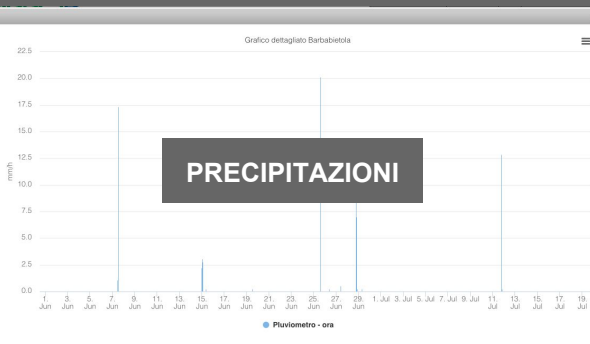 Grafico dettagliato Barbabietola
22.5
20.0
17.5
15.0
12.5
10.0
7.5
5.0
2.5
0.0
mm/h
PRECIPITAZIONI
1. Jun 3. Jun 5. Jun 7. Jun 9. Jun 11. Jun 13. Jun 15. Jun 17. Jun 19. Jun 21. Jun 23. Jun 25. Jun 27. Jun 29. Jun 1. Jul 3. Jul 5. Jul 7. Jul 9. Jul 11. Jul 13. Jul 15. Jul 17. Jul 19. Jul
Pluviometro - ora